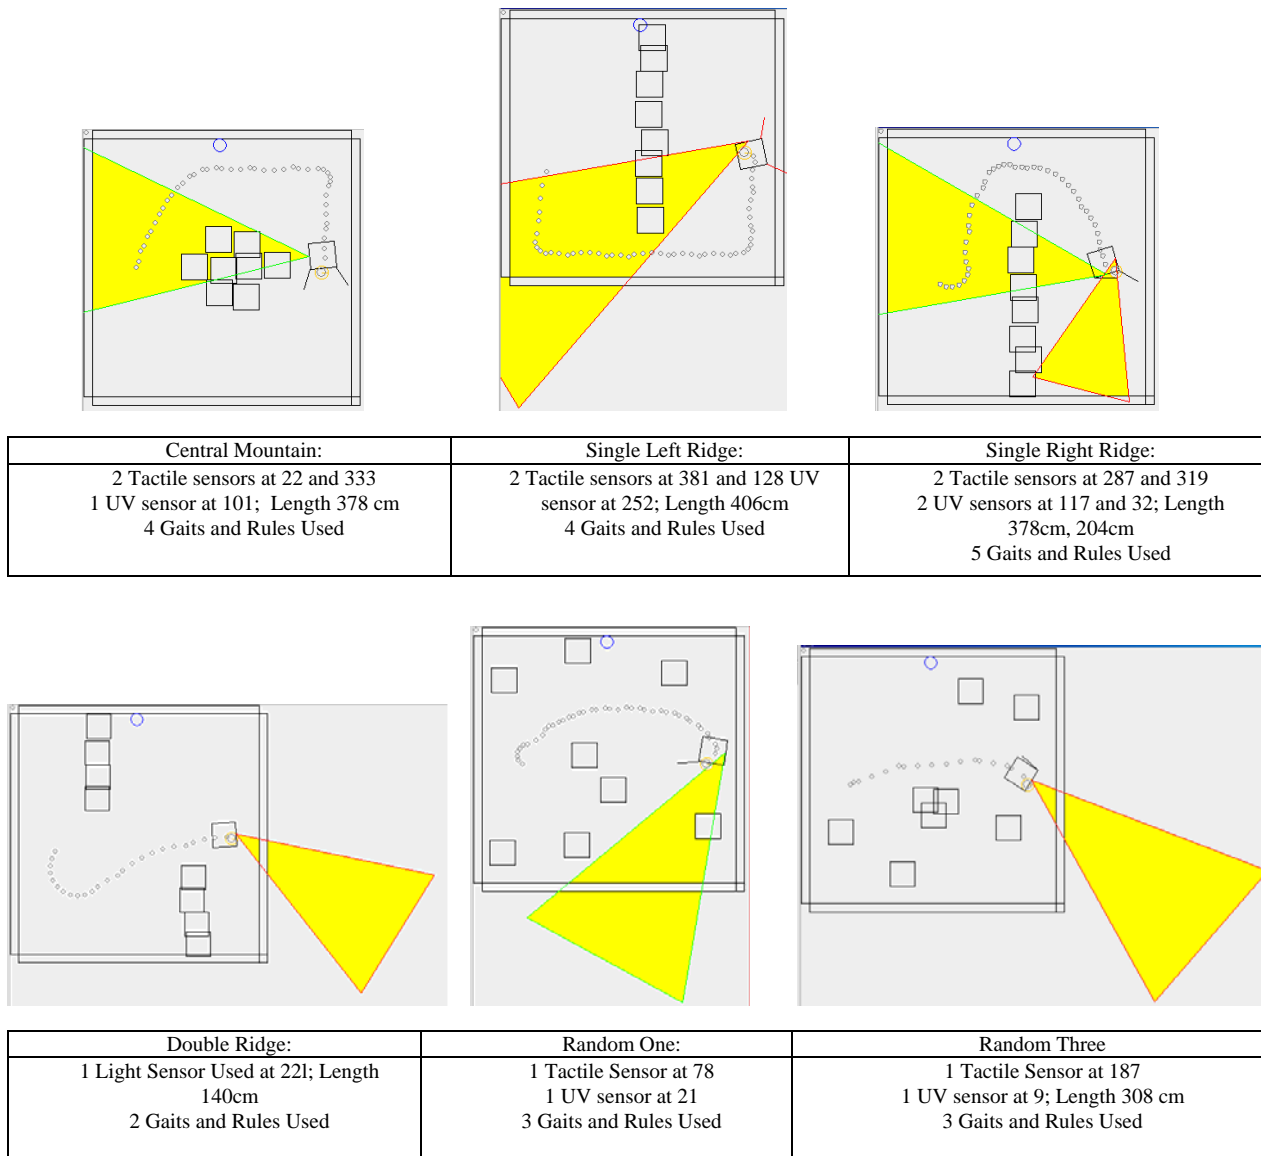 Central Mountain:
2 Tactile sensors at 22 and 333
1 UV sensor at 101; Length 378 cm
4 Gaits and Rules Used
Single Left Ridge:
2 Tactile sensors at 381 and 128 UV
sensor at 252; Length 406cm
4 Gaits and Rules Used
Single Right Ridge:
2 Tactile sensors at 287 and 319
2 UV sensors at 117 and 32; Length
378cm, 204cm
5 Gaits and Rules Used
Double Ridge:
1 Light Sensor Used at 22l; Length
140cm
2 Gaits and Rules Used
Random One:
1 Tactile Sensor at 78
1 UV sensor at 21
3 Gaits and Rules Used
Random Three
1 Tactile Sensor at 187
1 UV sensor at 9; Length 308 cm
3 Gaits and Rules Used